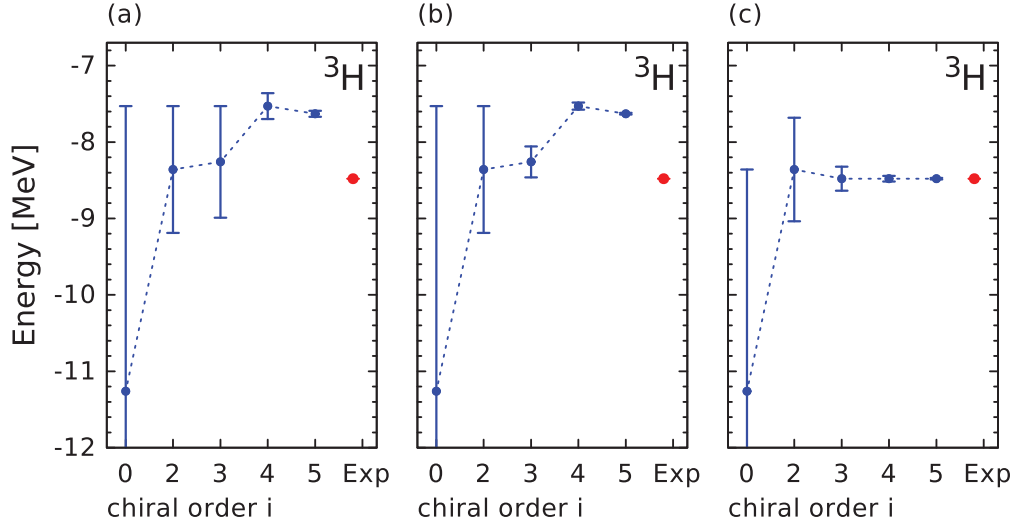 (a) (b) (c)
³H ³H ³H
-7
-8
-9
-10
-11
-12
Energy [MeV]
0 2 3 4 5 Exp 0 2 3 4 5 Exp 0 2 3 4 5 Exp
chiral order i chiral order i chiral order i